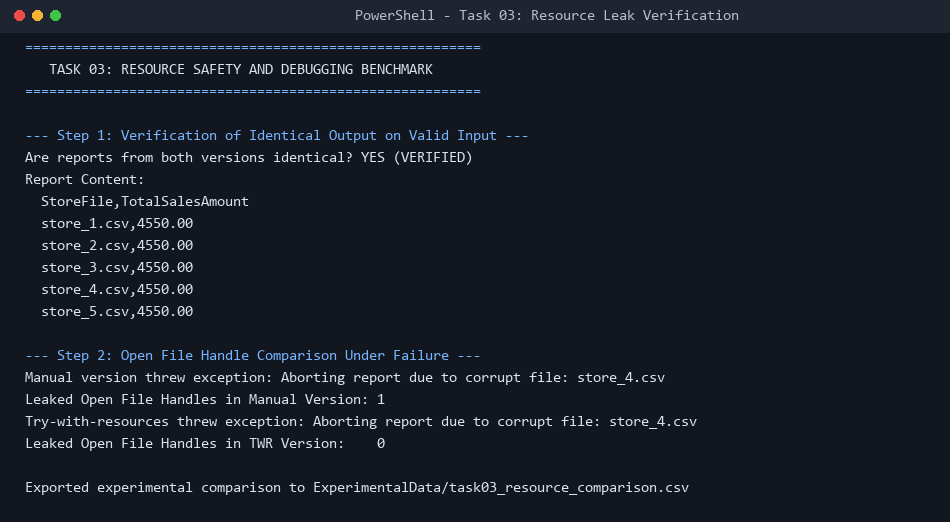 PowerShell - Task 03: Resource Leak Verification
=========================================================
TASK 03: RESOURCE SAFETY AND DEBUGGING BENCHMARK
=========================================================
--- Step 1: Verification of Identical Output on Valid Input ---
Are reports from both versions identical? YES (VERIFIED)
Report Content:
StoreFile,TotalSalesAmount
store_1.csv,4550.00
store_2.csv,4550.00
store_3.csv,4550.00
store_4.csv,4550.00
store_5.csv,4550.00
--- Step 2: Open File Handle Comparison Under Failure ---
Manual version threw exception: Aborting report due to corrupt file: store_4.csv
Leaked Open File Handles in Manual Version: 1
Try-with-resources threw exception: Aborting report due to corrupt file: store_4.csv
Leaked Open File Handles in TWR Version:    0
Exported experimental comparison to ExperimentalData/task03_resource_comparison.csv